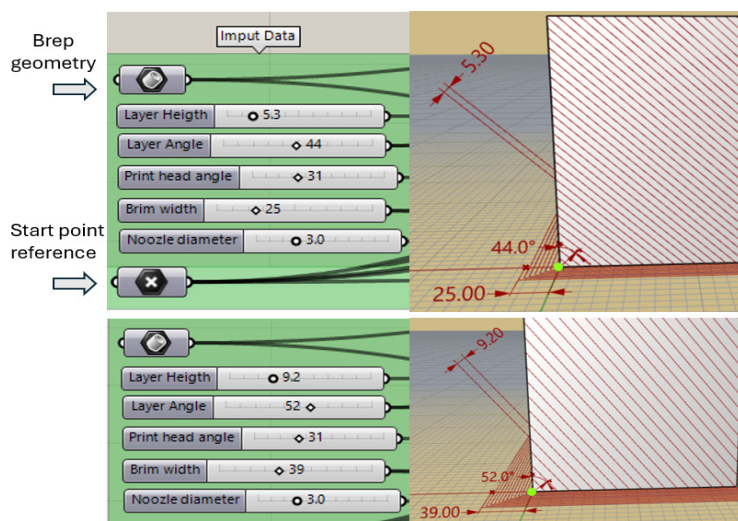 Imput Data
Brep
geometry
Layer Heigth 5.3
Layer Angle 44
Print head angle 31
Brim width 25
Noozle diameter 3.0
Start point
reference
5.30
44.0°
25.00
Layer Heigth 9.2
Layer Angle 52
Print head angle 31
Brim width 39
Noozle diameter 3.0
9.20
52.0°
39.00